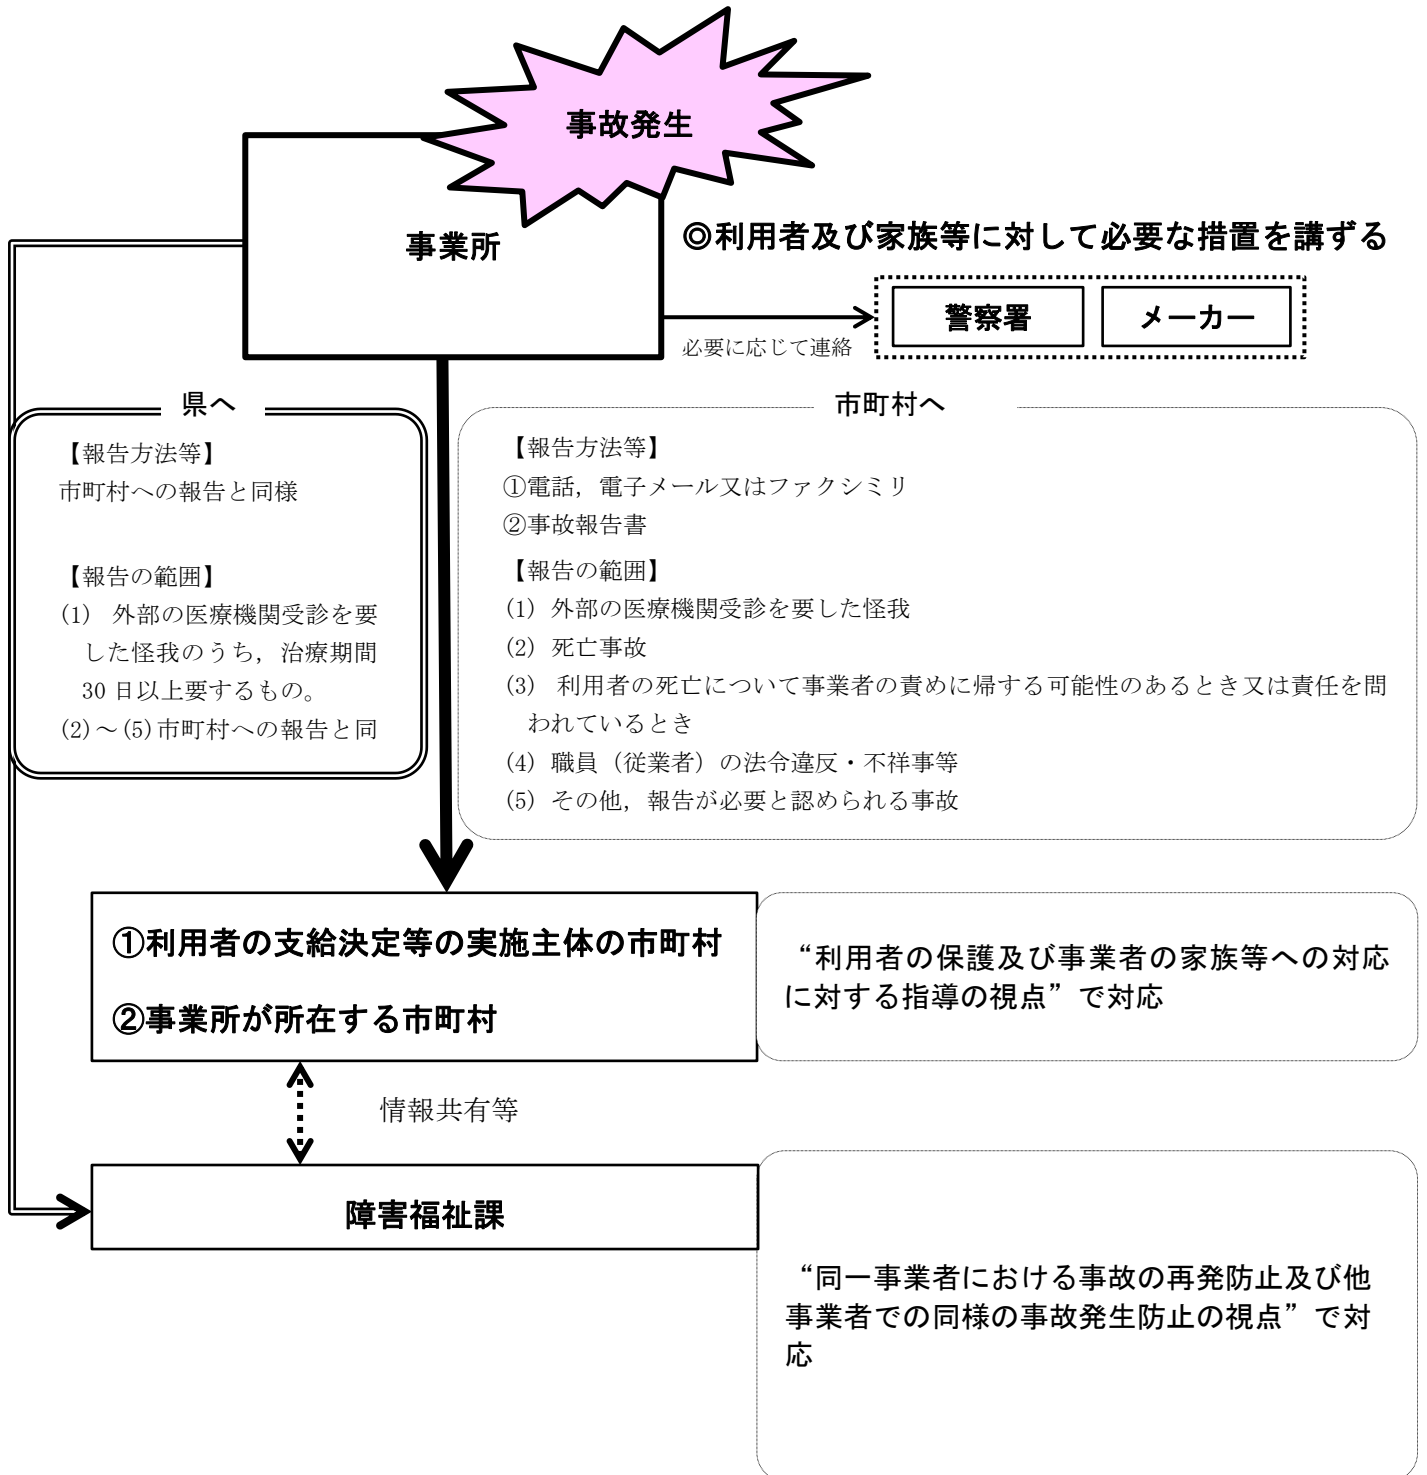 事故発生
事業所
◎利用者及び家族等に対して必要な措置を講ずる
警察署
メーカー
必要に応じて連絡
県へ
【報告方法等】
市町村への報告と同様
【報告の範囲】
(1) 外部の医療機関受診を要
した怪我のうち，治療期間
30 日以上要するもの。
(2)～(5)市町村への報告と同
市町村へ
【報告方法等】
①電話，電子メール又はファクシミリ
②事故報告書
【報告の範囲】
(1) 外部の医療機関受診を要した怪我
(2) 死亡事故
(3) 利用者の死亡について事業者の責めに帰する可能性のあるとき又は責任を問
われているとき
(4) 職員（従業者）の法令違反・不祥事等
(5) その他，報告が必要と認められる事故
①利用者の支給決定等の実施主体の市町村
②事業所が所在する市町村
“利用者の保護及び事業者の家族等への対応
に対する指導の視点”で対応
情報共有等
障害福祉課
“同一事業者における事故の再発防止及び他
事業者での同様の事故発生防止の視点”で対
応